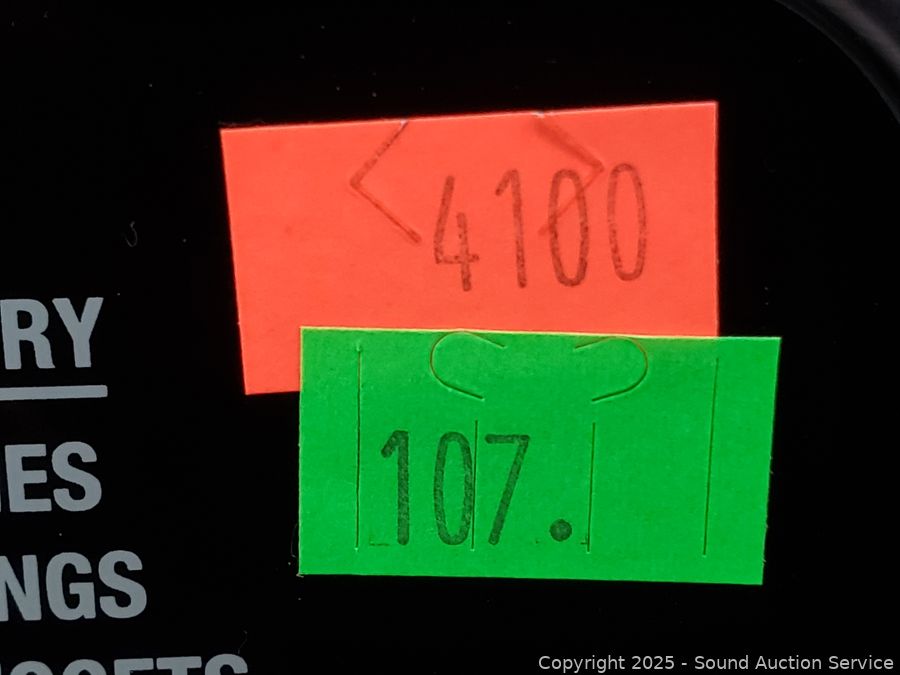 4100
107.
RY
ES
NGS
Copyright 2025 - Sound Auction Service